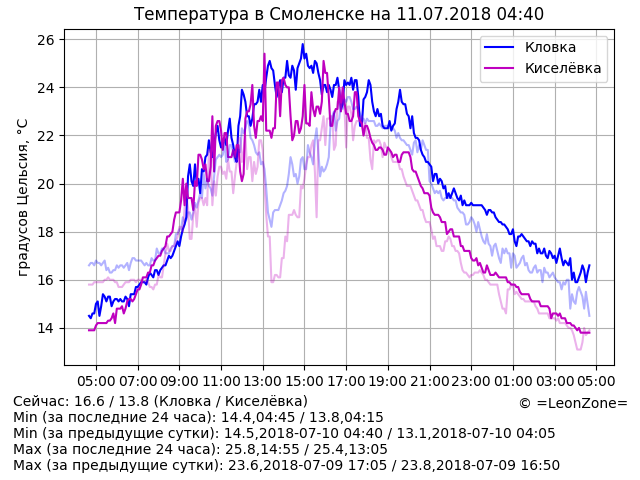 Температура в Смоленске на 11.07.2018 04:40
градусов Цельсия, °C
26
24
22
20
18
16
14
Кловка
Киселёвка
05:00 07:00 09:00 11:00 13:00 15:00 17:00 19:00 21:00 23:00 01:00 03:00 05:00
Сейчас: 16.6 / 13.8 (Кловка / Киселёвка)
© =LeonZone=
Min (за последние 24 часа): 14.4,04:45 / 13.8,04:15
Min (за предыдущие сутки): 14.5,2018-07-10 04:40 / 13.1,2018-07-10 04:05
Max (за последние 24 часа): 25.8,14:55 / 25.4,13:05
Max (за предыдущие сутки): 23.6,2018-07-09 17:05 / 23.8,2018-07-09 16:50